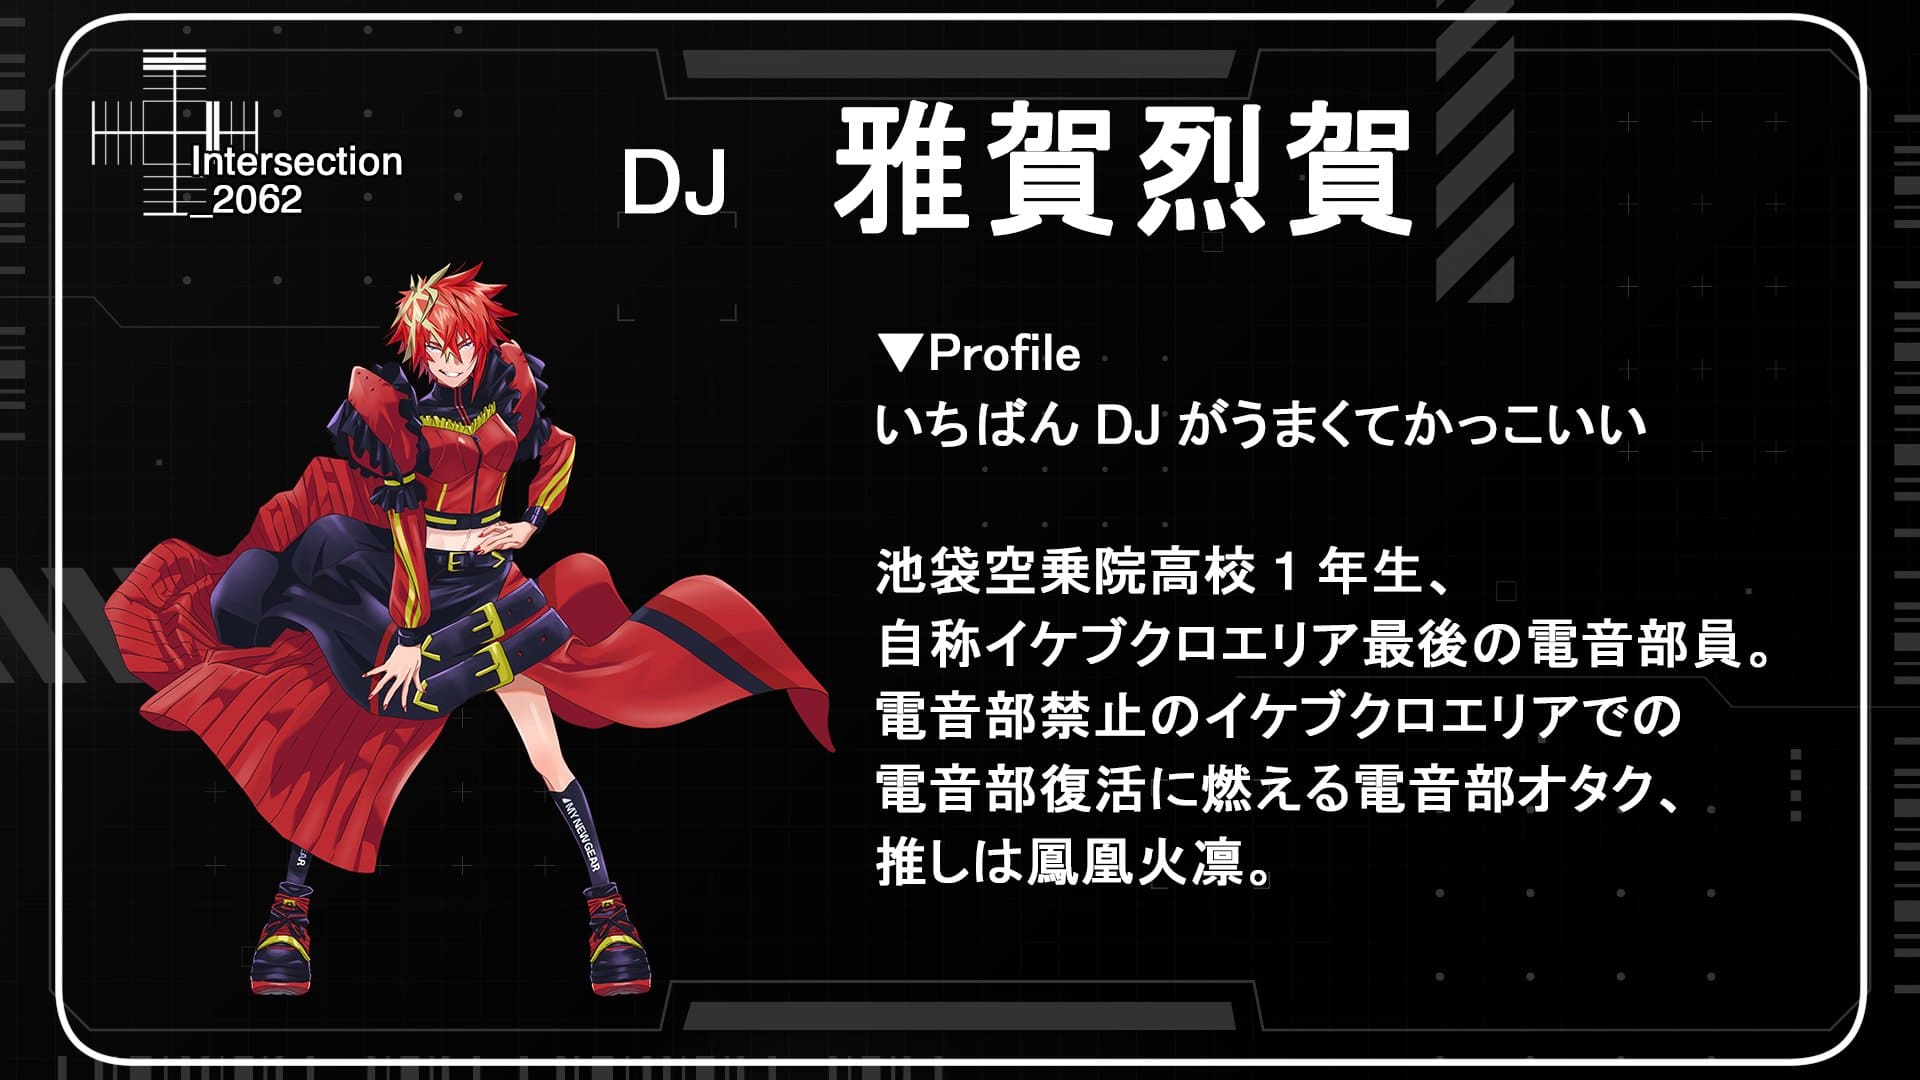 Intersection
_2062
DJ 雅賀烈賀
▼Profile
いちばんDJがうまくてかっこいい
池袋空乗院高校1年生、
自称イケブクロエリア最後の電音部員。
電音部禁止のイケブクロエリアでの
電音部復活に燃える電音部オタク、
推しは鳳凰火凛。
MYNEWGEAR
EAR